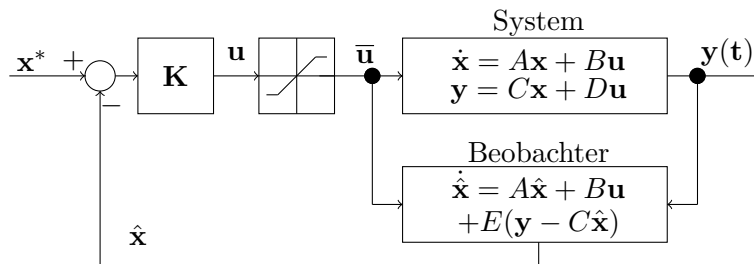 System
x* + K u u̅ ẋ = Ax + Bu y(t)
y = Cx + Du
−
Beobachter
x̂̇ = Ax̂ + Bu
+E(y − Cx̂)
x̂